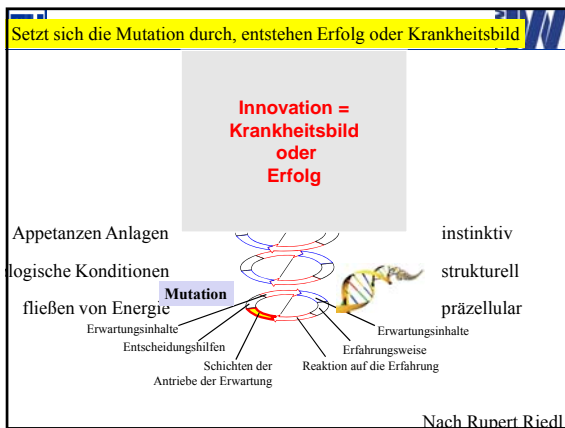 Setzt sich die Mutation durch, entstehen Erfolg oder Krankheitsbild
Innovation =
Krankheitsbild
oder
Erfolg
Appetanzen Anlagen
instinktiv
logische Konditionen
strukturell
Mutation
fließen von Energie
präzellular
Erwartungsinhalte
Erwartungsinhalte
Entscheidungshilfen
Erfahrungsweise
Schichten der
Antriebe der Erwartung
Reaktion auf die Erfahrung
Nach Rupert Riedl